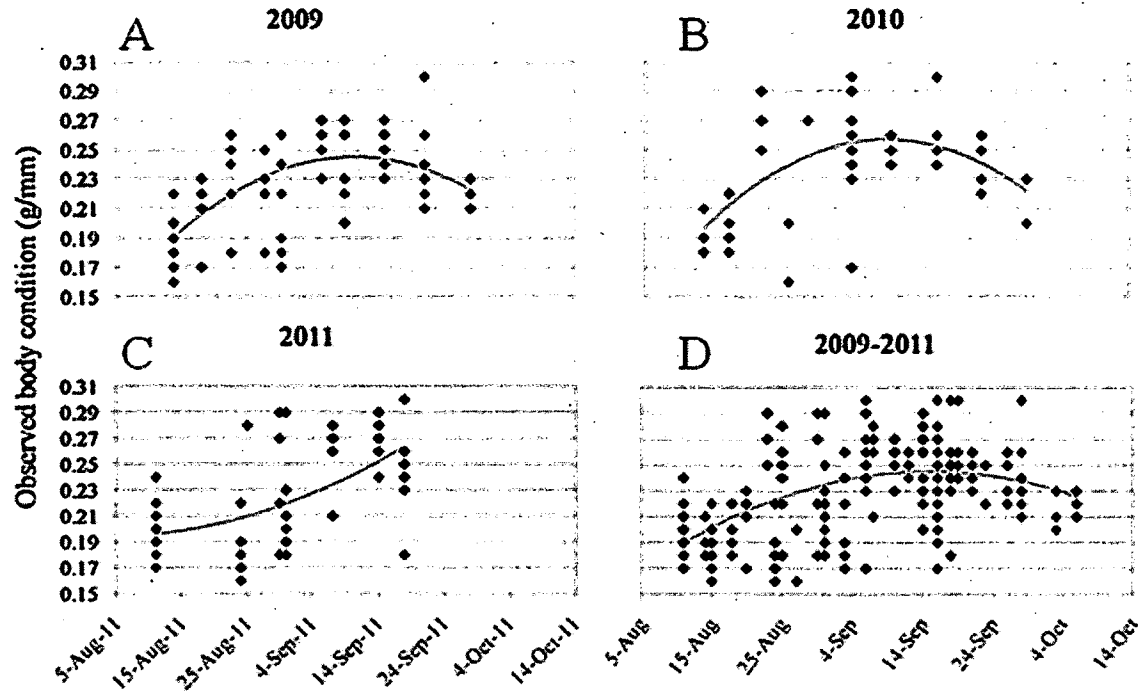 A
2009
B
2010
Observed body condition (g/mm)
0.31
0.29
0.27
0.25
0.23
0.21
0.19
0.17
0.15
C
2011
D
2009-2011
0.31
0.29
0.27
0.25
0.23
0.21
0.19
0.17
0.15
5-Aug-11
15-Aug-11
25-Aug-11
4-Sep-11
14-Sep-11
24-Sep-11
4-Oct-11
14-Oct-11
5-Aug
15-Aug
25-Aug
4-Sep
14-Sep
24-Sep
4-Oct
14-Oct